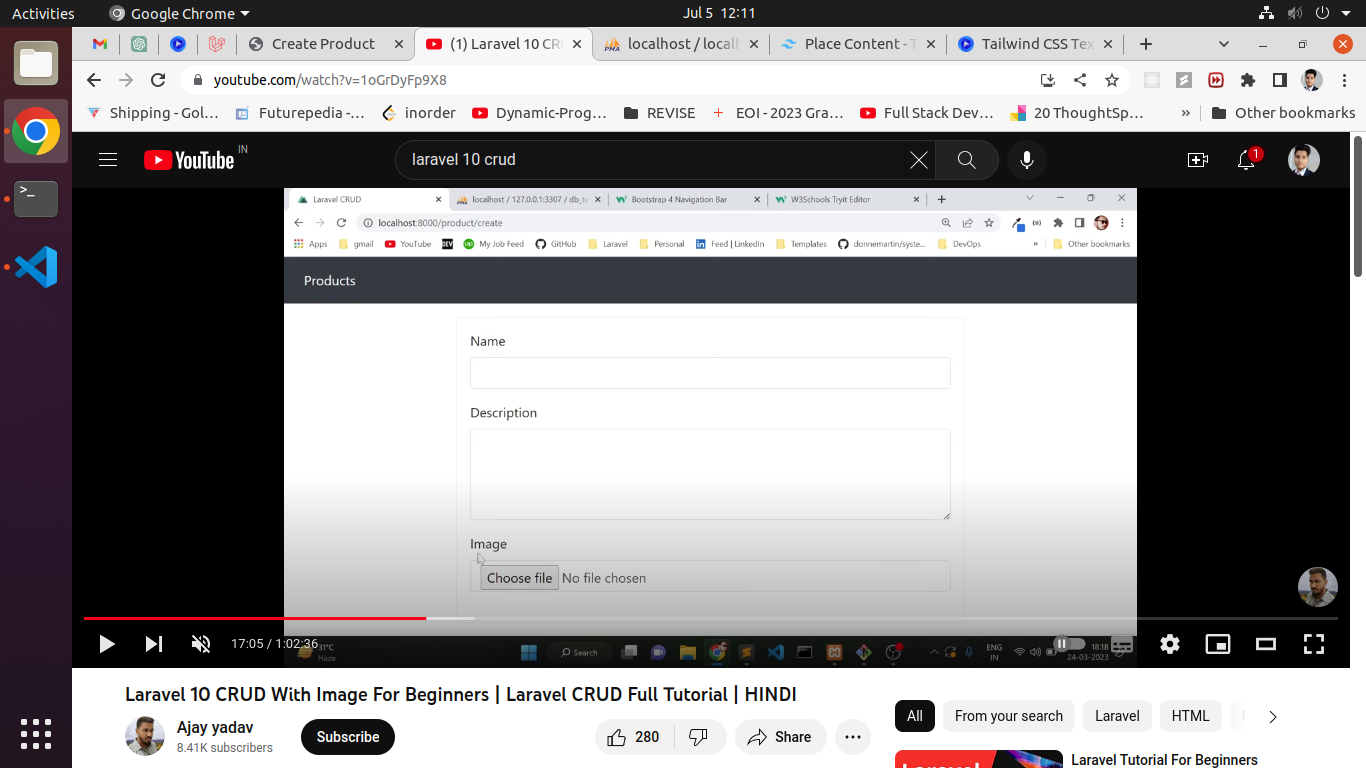 Activities Google Chrome Jul 5 12:11
Create Product (1) Laravel 10 CR localhost / local Place Content - T Tailwind CSS Te
youtube.com/watch?v=1oGrDyFp9X8
Shipping - Gol... Futurepedia -... inorder Dynamic-Prog... REVISE EOI - 2023 Gra... Full Stack Dev... 20 ThoughtSp... » Other bookmarks
YouTube IN laravel 10 crud 1
Laravel CRUD localhost / 127.0.0.1:3307 / db_t Bootstrap 4 Navigation Bar W3Schools Tryit Editor
localhost:8000/product/create
Apps gmail YouTube DEV My Job Feed GitHub Laravel Personal Feed | LinkedIn Templates donnemartin/syste... DevOps » Other bookmarks
Products
Name
Description
Image
Choose file No file chosen
17:05 / 1:02:36
31°C
Haze
Search
ENG
IN
18:18
24-03-2023
Laravel 10 CRUD With Image For Beginners | Laravel CRUD Full Tutorial | HINDI
Ajay yadav
8.41K subscribers
Subscribe
280
Share
All From your search Laravel HTML
Laravel Tutorial For Beginners